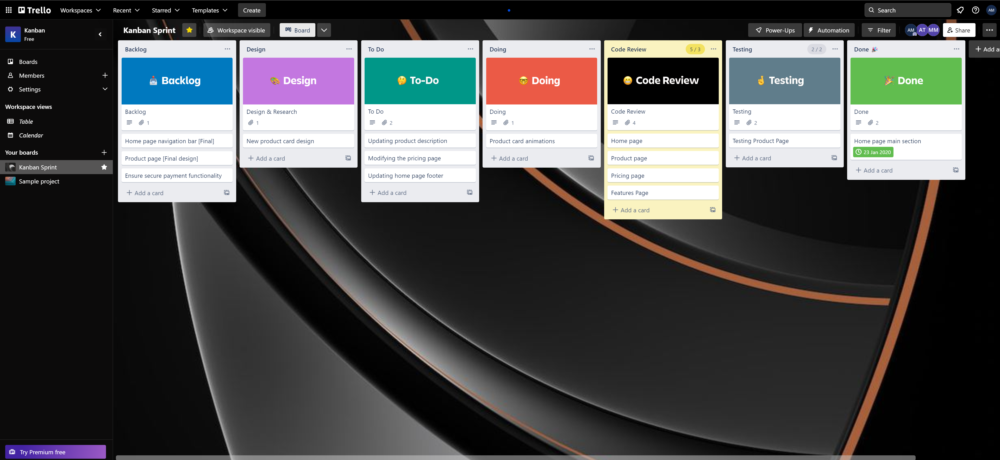 Trello
Workspaces
Recent
Starred
Templates
Create
Search
AM
K
Kanban
Free
Boards
Members
Settings
Workspace views
Table
Calendar
Your boards
Kanban Sprint
Sample project
Try Premium free
Kanban Sprint
Workspace visible
Board
Power-Ups
Automation
Filter
AM
AT
MM
Share
Backlog
Backlog
Backlog
1
Home page navigation bar [Final]
Product page [Final design]
Ensure secure payment functionality
Add a card
Design
Design
Design & Research
1
New product card design
Add a card
To Do
To-Do
To Do
2
Updating product description
Modifying the pricing page
Updating home page footer
Add a card
Doing
Doing
Doing
1
Product card animations
Add a card
Code Review
5 / 3
Code Review
Code Review
4
Home page
Product page
Pricing page
Features Page
Add a card
Testing
2 / 2
Testing
Testing
2
Testing Product Page
Add a card
Done 🎉
Done
Done
2
Home page main section
23 Jan 2020
Add a card
Add